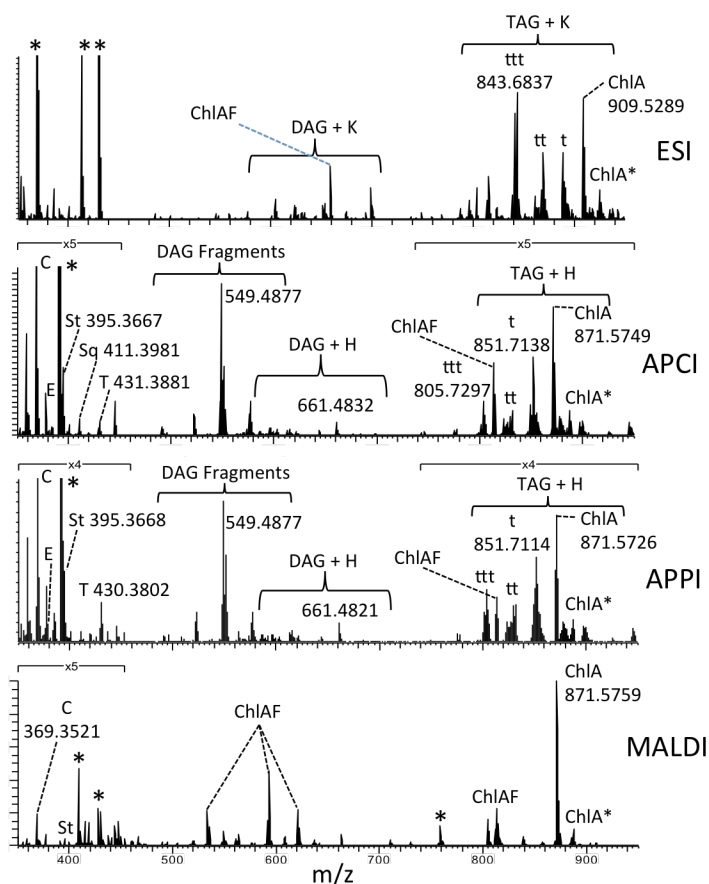 * * *
ChlAF
DAG + K
TAG + K
ttt
843.6837
tt
t
ChlA
909.5289
ChlA*
ESI
x5
x5
C
*
St 395.3667
Sq 411.3981
E
T 431.3881
DAG Fragments
549.4877
DAG + H
661.4832
TAG + H
ChlAF
ttt
805.7297
tt
t
851.7138
ChlA
871.5749
ChlA*
APCI
x4
x4
C
*
St 395.3668
E
T 430.3802
DAG Fragments
549.4877
DAG + H
661.4821
TAG + H
ChlAF
ttt
tt
t
851.7114
ChlA
871.5726
ChlA*
APPI
x5
C
369.3521
St
*
*
ChlAF
*
ChlAF
ChlA
871.5759
ChlA*
MALDI
400 500 600 700 800 900
m/z